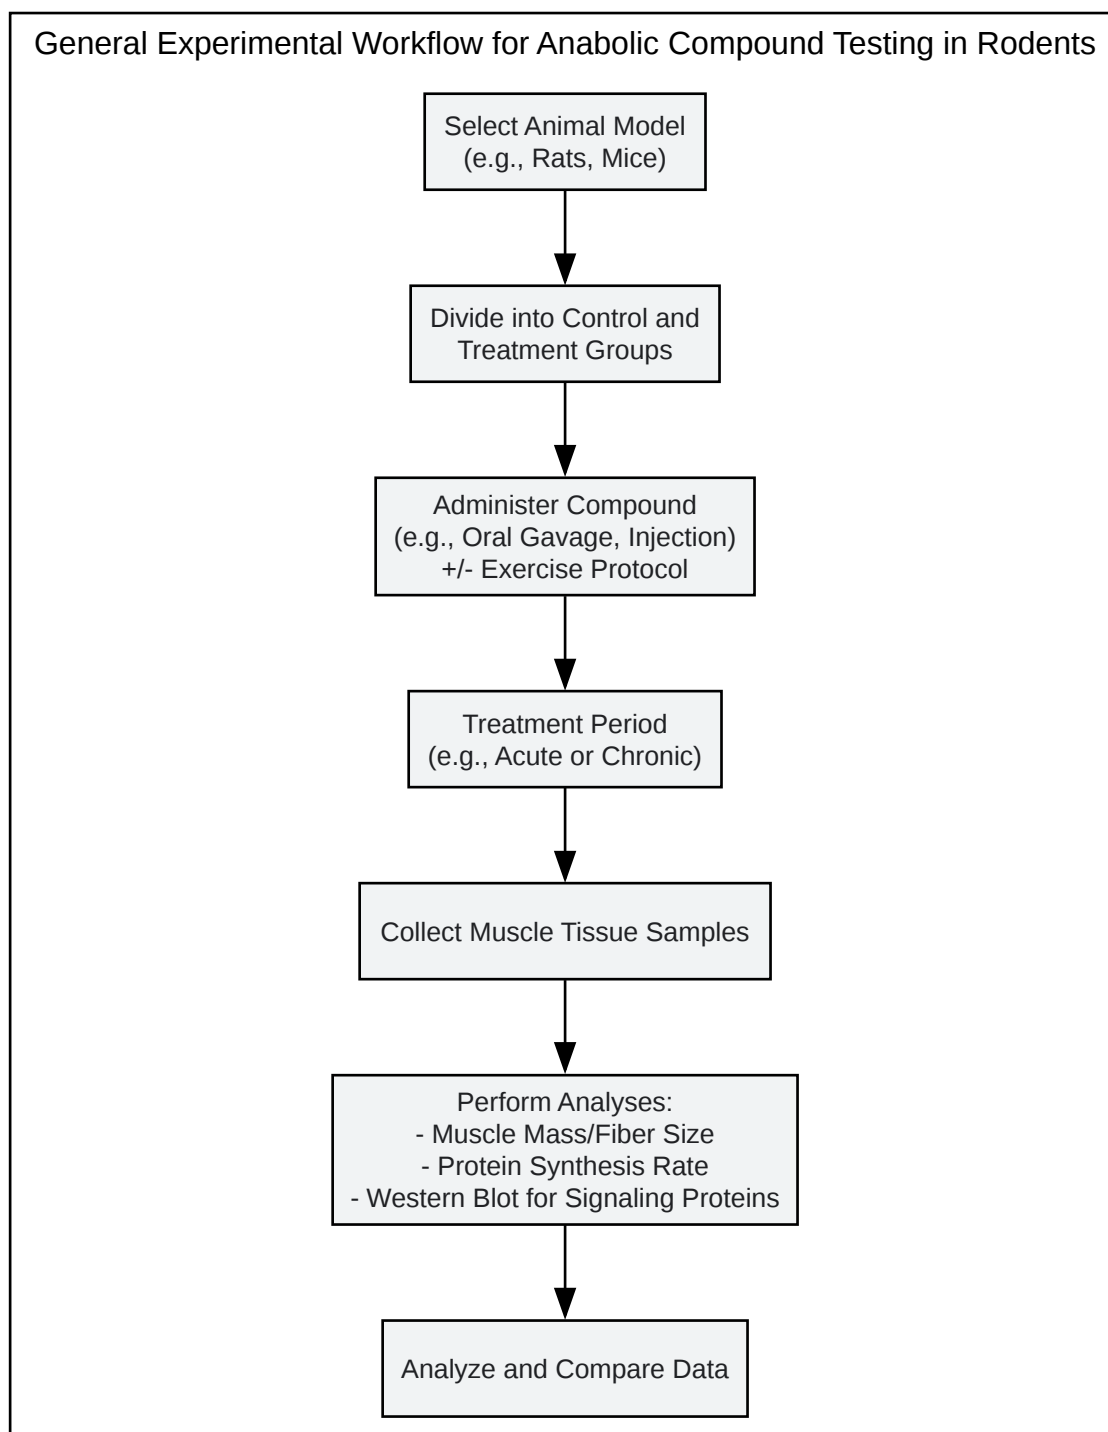 General Experimental Workflow for Anabolic Compound Testing in Rodents
Select Animal Model
(e.g., Rats, Mice)
Divide into Control and
Treatment Groups
Administer Compound
(e.g., Oral Gavage, Injection)
+/- Exercise Protocol
Treatment Period
(e.g., Acute or Chronic)
Collect Muscle Tissue Samples
Perform Analyses:
- Muscle Mass/Fiber Size
- Protein Synthesis Rate
- Western Blot for Signaling Proteins
Analyze and Compare Data